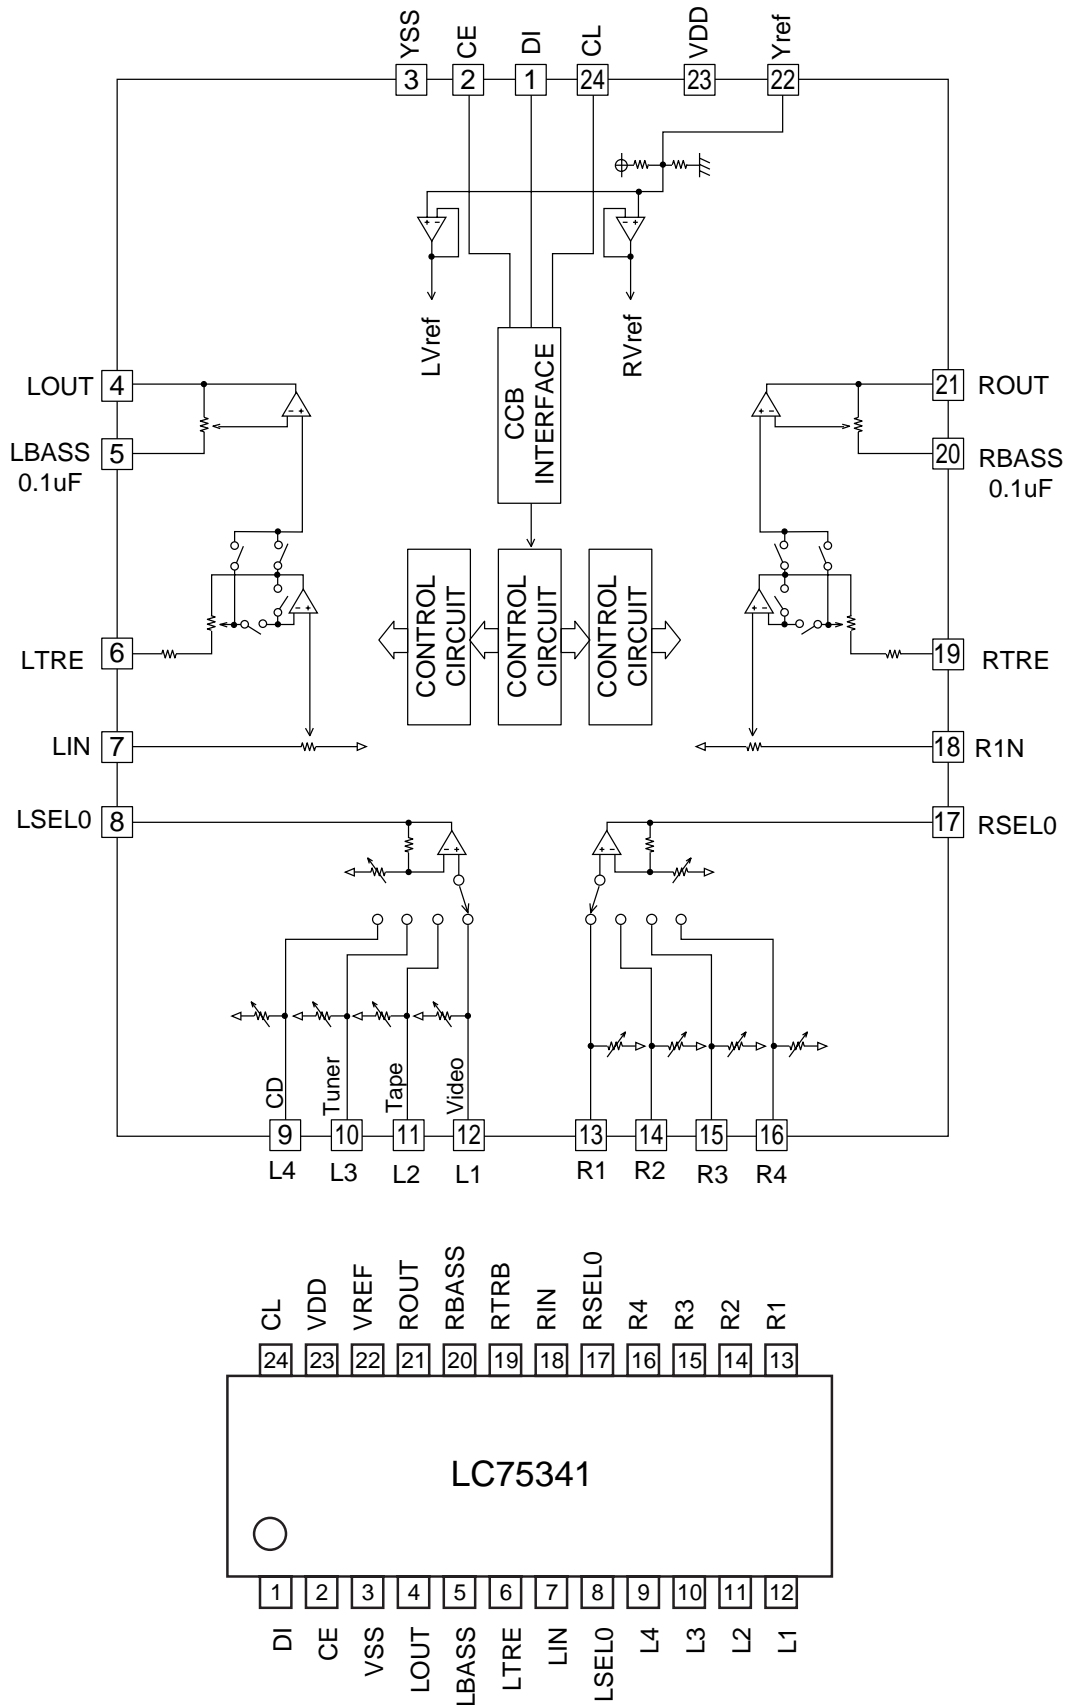 YSS
CE
DI
CL
VDD
Yref
3
2
1
24
23
22
+ -
- +
LVref
RVref
CCB
INTERFACE
LOUT 4
21 ROUT
- +
+ -
LBASS 5
0.1uF
20 RBASS
0.1uF
CONTROL
CIRCUIT
CONTROL
CIRCUIT
CONTROL
CIRCUIT
- +
+ -
LTRE 6
19 RTRE
LIN 7
18 R1N
LSEL0 8
17 RSEL0
- +
+ -
CD
Tuner
Tape
Video
9
10
11
12
13
14
15
16
L4
L3
L2
L1
R1
R2
R3
R4
CL
VDD
VREF
ROUT
RBASS
RTRB
RIN
RSEL0
R4
R3
R2
R1
24
23
22
21
20
19
18
17
16
15
14
13
LC75341
1
2
3
4
5
6
7
8
9
10
11
12
DI
CE
VSS
LOUT
LBASS
LTRE
LIN
LSEL0
L4
L3
L2
L1